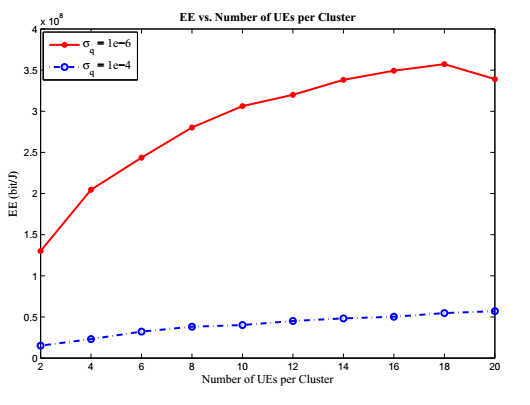 EE vs. Number of UEs per Cluster
x 10^8
σ_q = 1e−6
σ_q = 1e−4
4
3.5
3
2.5
2
1.5
1
0.5
0
EE (bit/J)
2 4 6 8 10 12 14 16 18 20
Number of UEs per Cluster